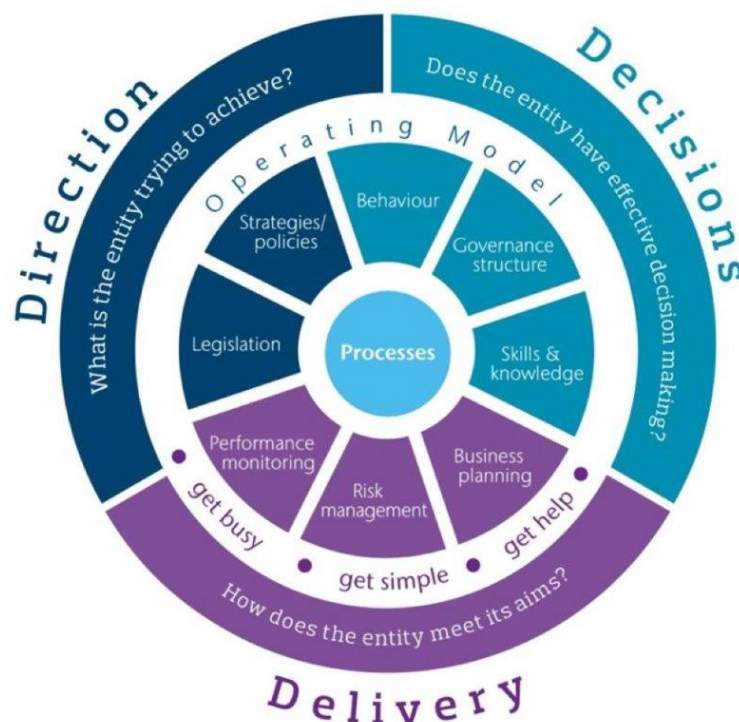 Direction
What is the entity trying to achieve?
Decisions
Does the entity have effective decision making?
Operating Model
Strategies/
policies
Behaviour
Governance
structure
Legislation
Processes
Skills &
knowledge
Performance
monitoring
Risk
management
Business
planning
get busy
get simple
get help
How does the entity meet its aims?
Delivery